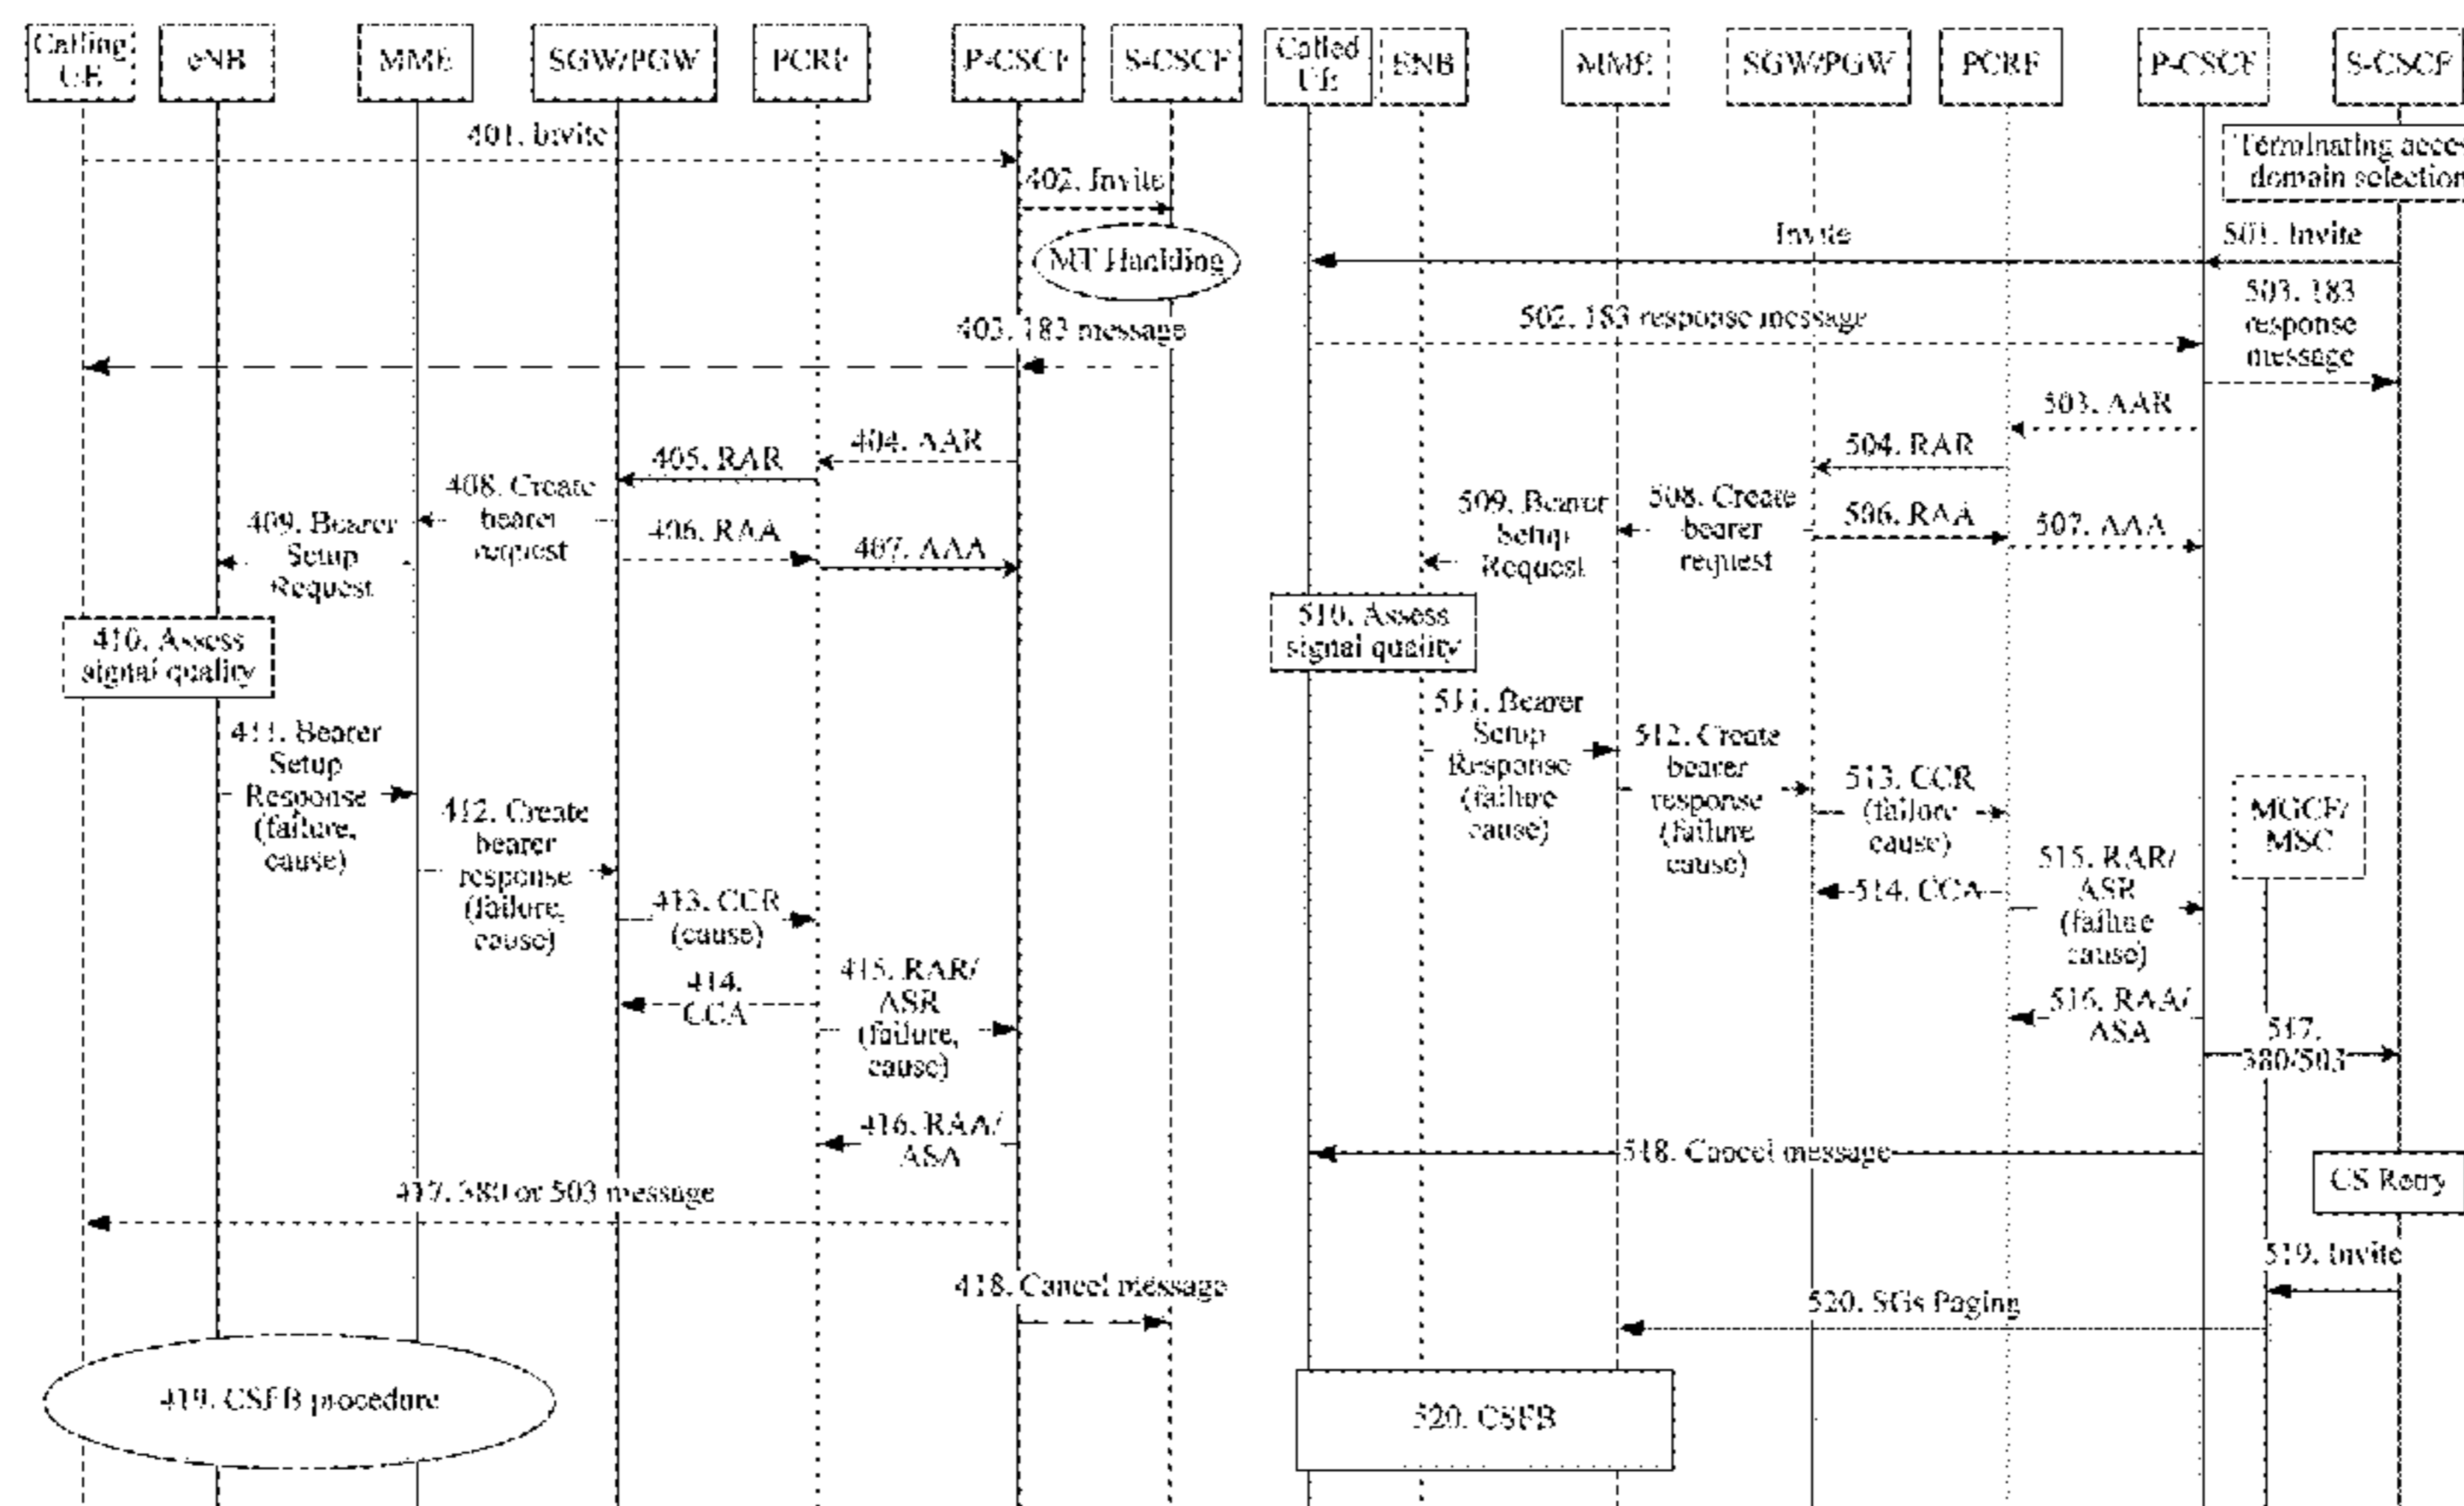 Calling
UE
eNB
MME
SGW/PGW
PCRF
P-CSCF
S-CSCF
401. Invite
402. Invite
MT Hanlding
403. 183 message
404. AAR
405. RAR
408. Create
bearer
request
406. RAA
407. AAA
409. Bearer
Setup
Request
410. Assess
signal quality
411. Bearer
Setup
Response
(failure,
cause)
412. Create
bearer
response
(failure,
cause)
413. CCR
(cause)
414.
CCA
415. RAR/
ASR
(failure,
cause)
416. RAA/
ASA
417. 380 or 503 message
418. Cancel message
419. CSFB procedure
Called
UE
ENB
MME
SGW/PGW
PCRF
P-CSCF
S-CSCF
Terminating acces
domain selection
Invite
501. Invite
502. 183 response message
503. 183
response
message
503. AAR
504. RAR
509. Bearer
Setup
Request
508. Create
bearer
request
506. RAA
507. AAA
510. Assess
signal quality
511. Bearer
Setup
Response
(failure
cause)
512. Create
bearer
response
(failure
cause)
513. CCR
(failure
cause)
514. CCA
MGCF/
MSC
515. RAR/
ASR
(failure
cause)
516. RAA/
ASA
517.
380/503
518. Cancel message
CS Retry
519. Invite
520. SGs Paging
520. CSFB